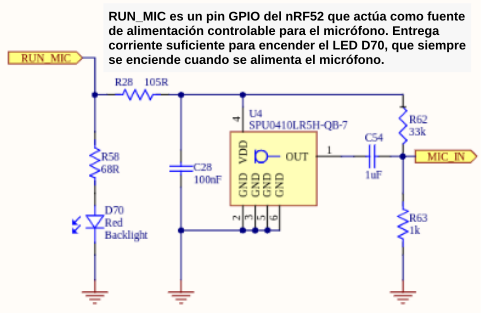 RUN_MIC es un pin GPIO del nRF52 que actúa como fuente
de alimentación controlable para el micrófono. Entrega
corriente suficiente para encender el LED D70, que siempre
se enciende cuando se alimenta el micrófono.
RUN_MIC
R28 105R
U4
SPU0410LR5H-QB-7
4
VDD
OUT
1
GND
GND
GND
GND
2
3
5
6
C54
1uF
R62
33k
MIC_IN
R58
68R
C28
100nF
D70
Red
Backlight
R63
1k